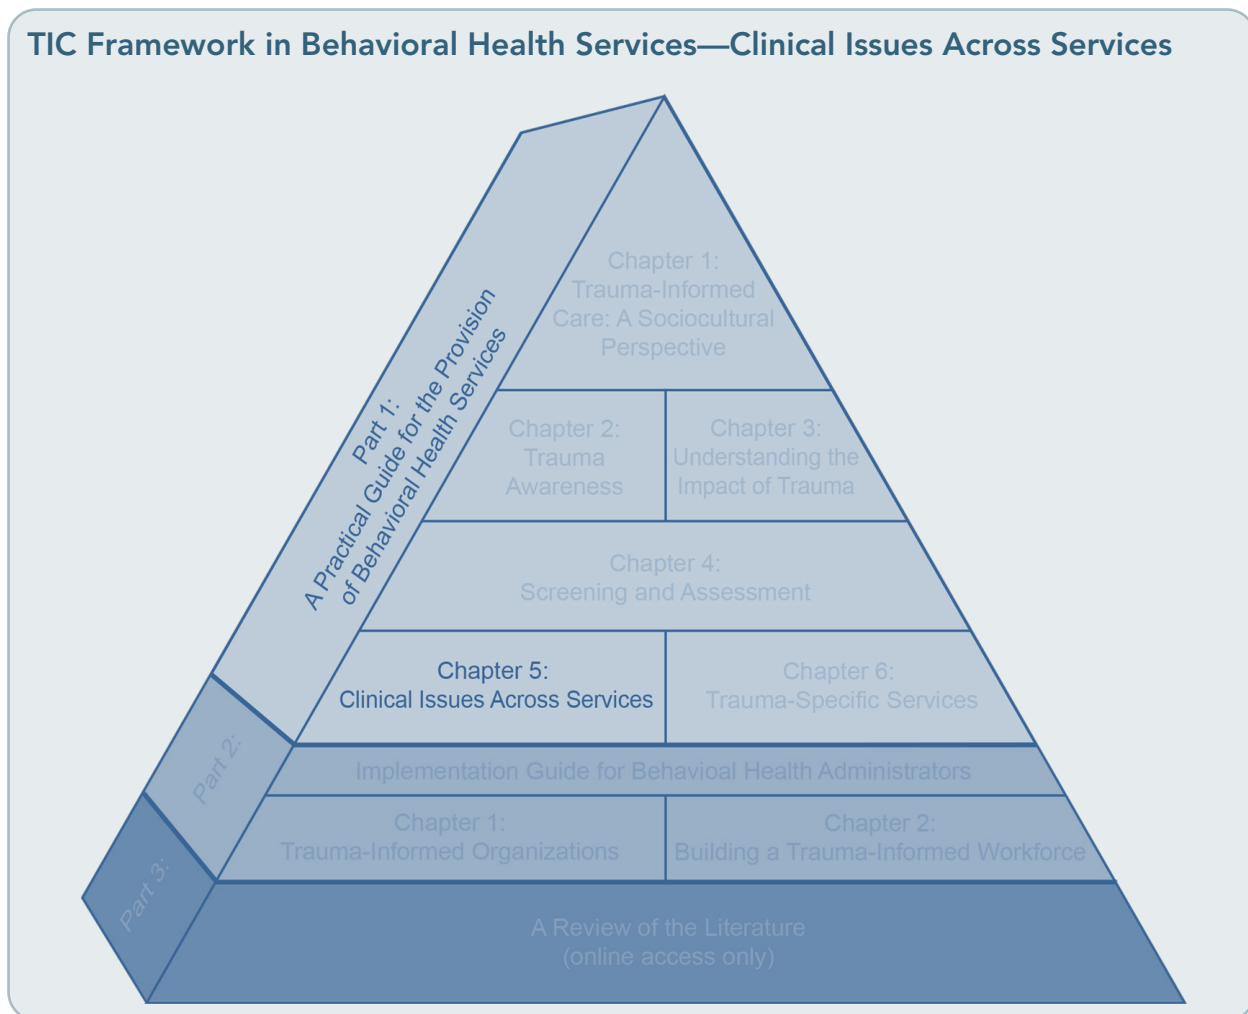 TIC Framework in Behavioral Health Services—Clinical Issues Across Services
Part 1:
A Practical Guide for the Provision
of Behavioral Health Services
Chapter 1:
Trauma-Informed
Care: A Sociocultural
Perspective
Chapter 2:
Trauma
Awareness
Chapter 3:
Understanding the
Impact of Trauma
Chapter 4:
Screening and Assessment
Chapter 5:
Clinical Issues Across Services
Chapter 6:
Trauma-Specific Services
Part 2:
Implementation Guide for Behavioal Health Administrators
Chapter 1:
Trauma-Informed Organizations
Chapter 2:
Building a Trauma-Informed Workforce
Part 3:
A Review of the Literature
(online access only)